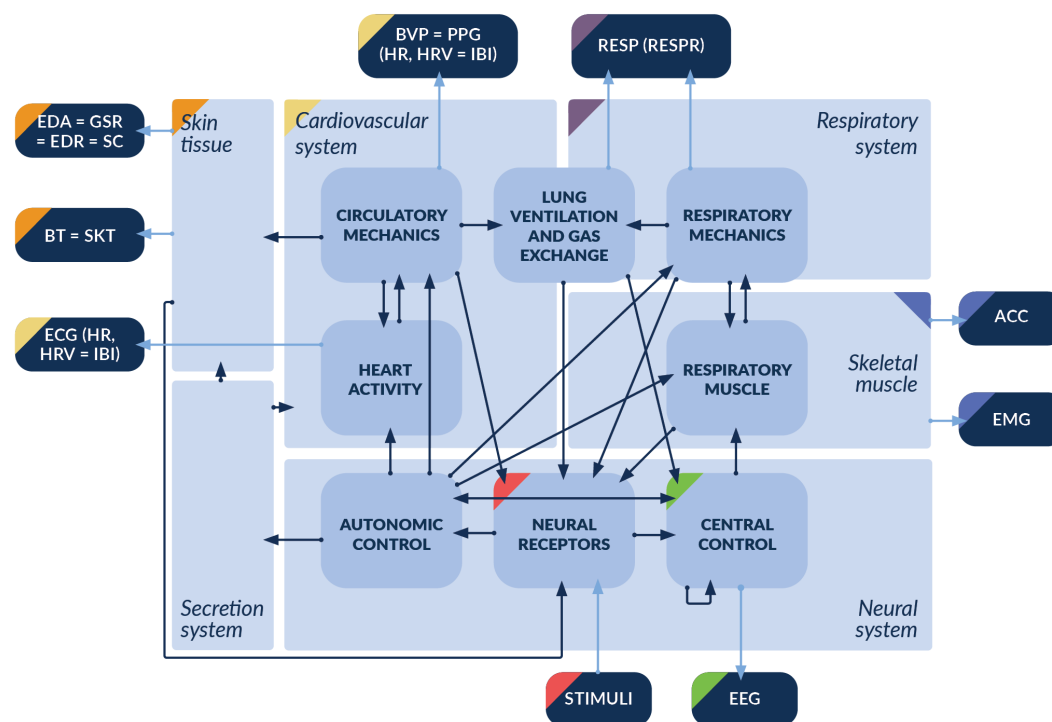 BVP = PPG
(HR, HRV = IBI)
RESP (RESPR)
EDA = GSR
= EDR = SC
Skin
tissue
Cardiovascular
system
Respiratory
system
CIRCULATORY
MECHANICS
LUNG
VENTILATION
AND GAS
EXCHANGE
RESPIRATORY
MECHANICS
BT = SKT
ECG (HR,
HRV = IBI)
HEART
ACTIVITY
RESPIRATORY
MUSCLE
Skeletal
muscle
ACC
EMG
AUTONOMIC
CONTROL
NEURAL
RECEPTORS
CENTRAL
CONTROL
Secretion
system
Neural
system
STIMULI
EEG